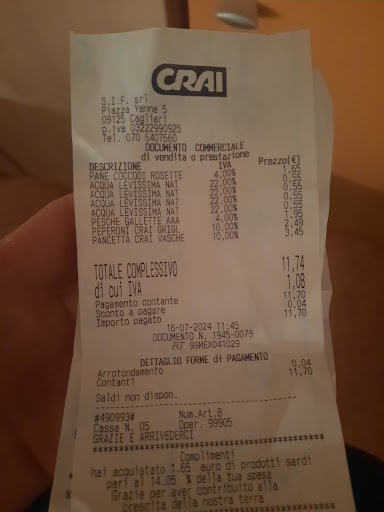 CRAI
S.I.F. srl
Piazza Yenne 5
09125 Cagliari
p.iva 03222990925
Tel. 070 6407660
DOCUMENTO COMMERCIALE
di vendita o prestazione
DESCRIZIONE IVA Prezzo(€)
PANE COCCODI ROSETTE 4,00% 1,65
ACQUA LEVISSIMA NAT 22,00% 0,55
ACQUA LEVISSIMA NAT 22,00% 0,55
ACQUA LEVISSIMA NAT 22,00% 0,55
ACQUA LEVISSIMA NAT 22,00% 0,55
PESCHE GALLETTE AAA 4,00% 1,95
PEPERONI CRAI GRIGL 10,00% 2,49
PANCETTA CRAI VASCHE 10,00% 3,45
TOTALE COMPLESSIVO 11,74
di cui IVA 1,08
Pagamento contante 11,70
Sconto a pagare 0,04
Importo pagato 11,70
16-07-2024 11:45
DOCUMENTO N. 1945-0079
RT 99MEX041029
DETTAGLIO FORME di PAGAMENTO
Arrotondamento 0,04
Contanti 11,70
Saldi non dispon.
#490993# Num.Art.8
Cassa N. 05 Oper. 99905
GRAZIE E ARRIVEDERCI
Complimenti
hai acquistato 1.65 euro di prodotti sardi
pari al 14.05 % della tua spesa
Grazie per aver contribuito alla
crescita della nostra terra